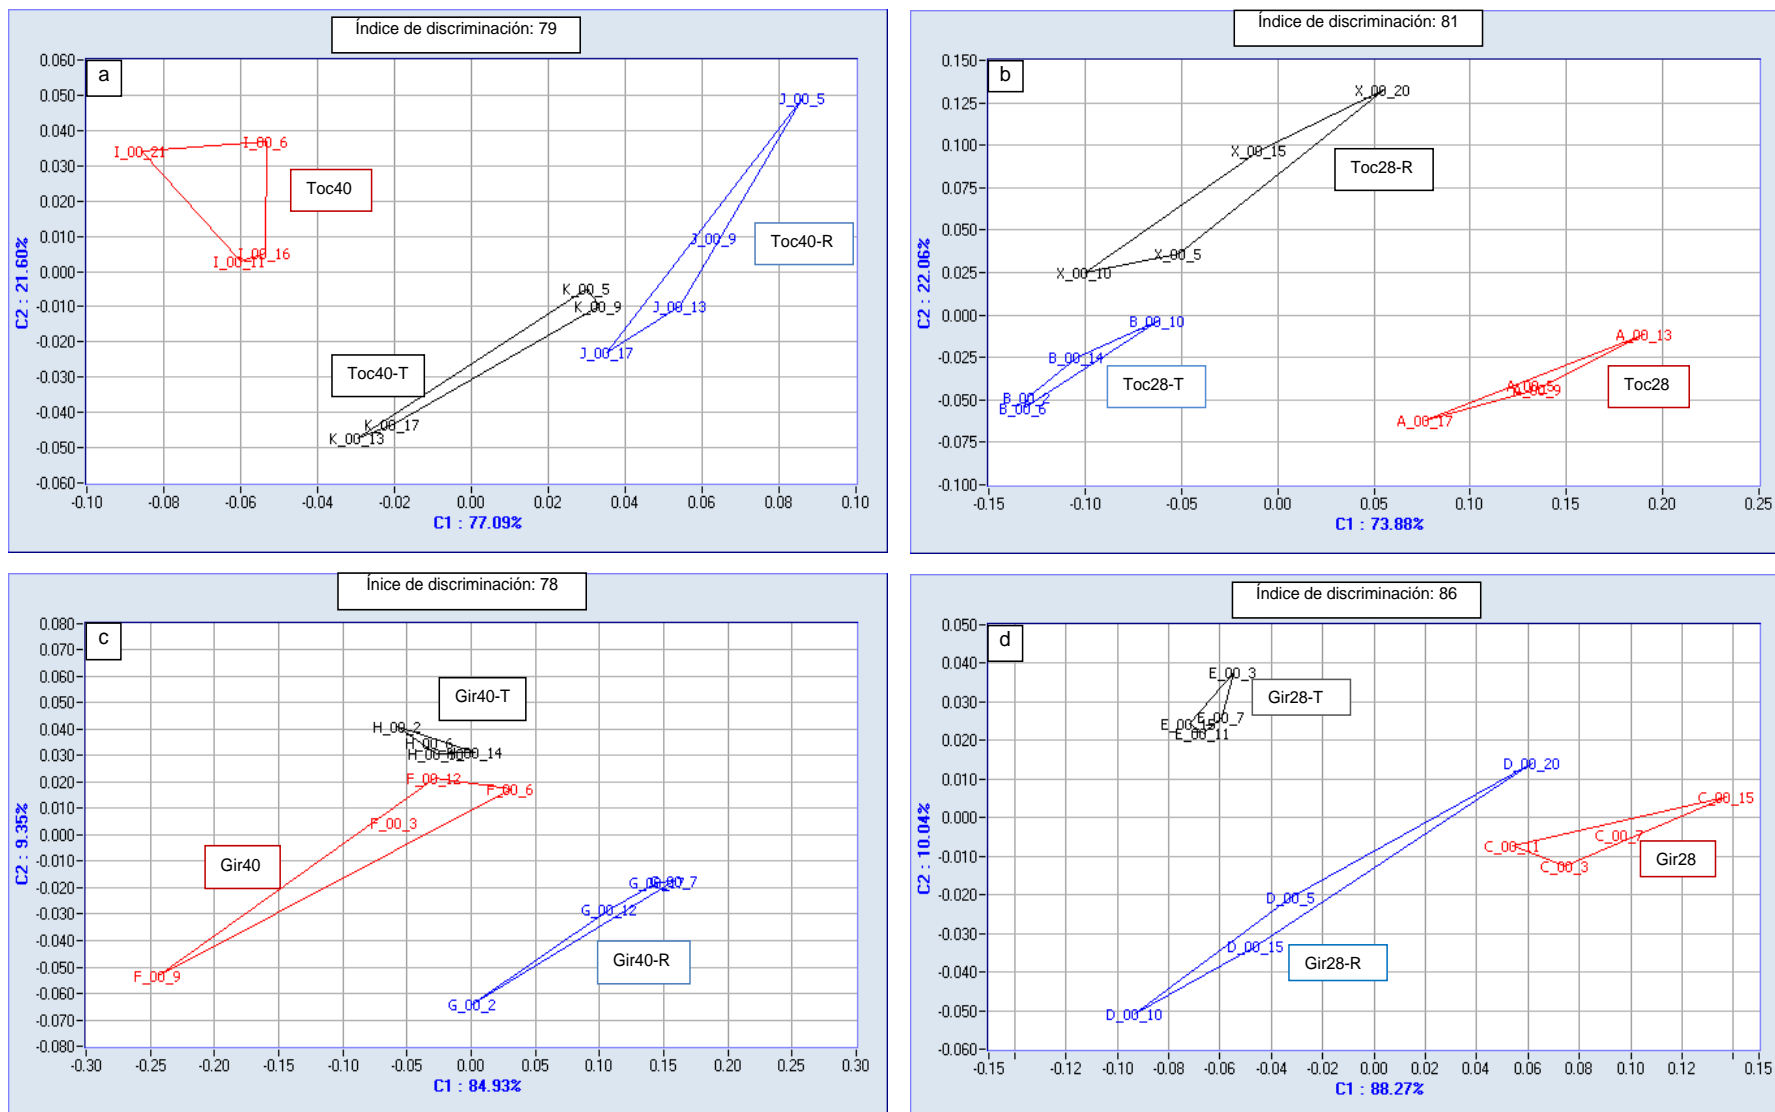 Índice de discriminación: 79
a
0.060
0.050
0.040
0.030
0.020
0.010
0.000
-0.010
-0.020
-0.030
-0.040
-0.050
-0.060
C2 : 21.60%
J_00_5
I_00_6
I_00_21
Toc40
J_00_9
Toc40-R
I_00_16
I_00_11
K_00_5
K_00_9
J_00_13
J_00_17
Toc40-T
K_00_17
K_00_13
-0.10
-0.08
-0.06
-0.04
-0.02
0.00
0.02
0.04
0.06
0.08
0.10
C1 : 77.09%
Índice de discriminación: 81
b
0.150
0.125
0.100
0.075
0.050
0.025
0.000
-0.025
-0.050
-0.075
-0.100
C2 : 22.06%
X_00_20
X_00_15
Toc28-R
X_00_5
X_00_10
B_00_10
A_00_13
B_00_14
Toc28-T
Toc28
A_00_5
A_00_9
B_00_2
B_00_6
A_00_17
-0.15
-0.10
-0.05
0.00
0.05
0.10
0.15
0.20
0.25
C1 : 73.88%
Ínice de discriminación: 78
c
0.080
0.070
0.060
0.050
0.040
0.030
0.020
0.010
0.000
-0.010
-0.020
-0.030
-0.040
-0.050
-0.060
-0.070
-0.080
C2 : 9.35%
Gir40-T
H_00_2
H_00_6
H_00_14
F_00_12
F_00_6
F_00_3
Gir40
G_00_7
G_00_12
Gir40-R
F_00_9
G_00_2
-0.30
-0.25
-0.20
-0.15
-0.10
-0.05
0.00
0.05
0.10
0.15
0.20
0.25
0.30
C1 : 84.93%
Índice de discriminación: 86
d
0.050
0.040
0.030
0.020
0.010
0.000
-0.010
-0.020
-0.030
-0.040
-0.050
-0.060
C2 : 10.04%
E_00_3
Gir28-T
E_00_7
E_00_15
E_00_11
D_00_20
C_00_15
C_00_7
C_00_11
C_00_3
Gir28
D_00_5
D_00_15
Gir28-R
D_00_10
-0.15
-0.12
-0.10
-0.08
-0.06
-0.04
-0.02
0.00
0.02
0.04
0.06
0.08
0.10
0.12
0.15
C1 : 88.27%